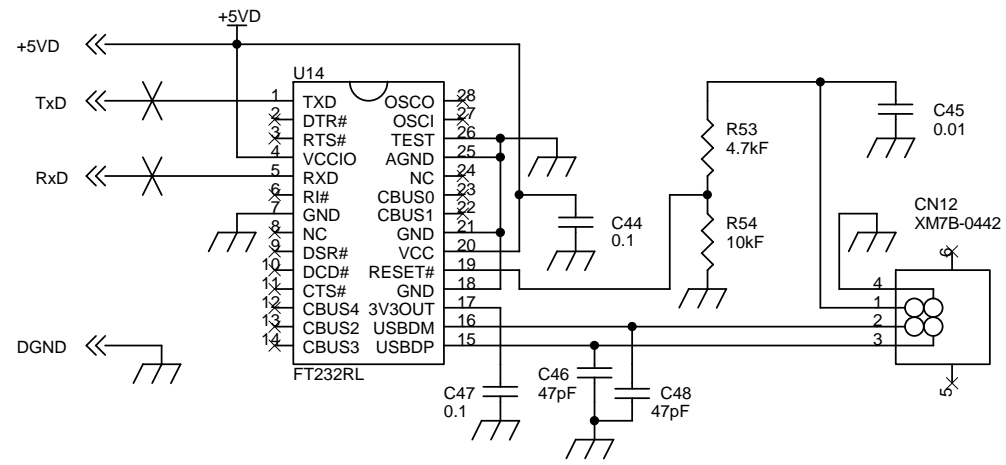 +5VD
+5VD
TxD
RxD
DGND
U14
1 TXD OSCO 28
2 DTR# OSCI 27
3 RTS# TEST 26
4 VCCIO AGND 25
5 RXD NC 24
6 RI# CBUS0 23
7 GND CBUS1 22
8 NC GND 21
9 DSR# VCC 20
10 DCD# RESET# 19
11 CTS# GND 18
12 CBUS4 3V3OUT 17
13 CBUS2 USBDM 16
14 CBUS3 USBDP 15
FT232RL
C44
0.1
R53
4.7kF
R54
10kF
C45
0.01
CN12
XM7B-0442
6
4
1
2
3
5
C47
0.1
C46
47pF
C48
47pF